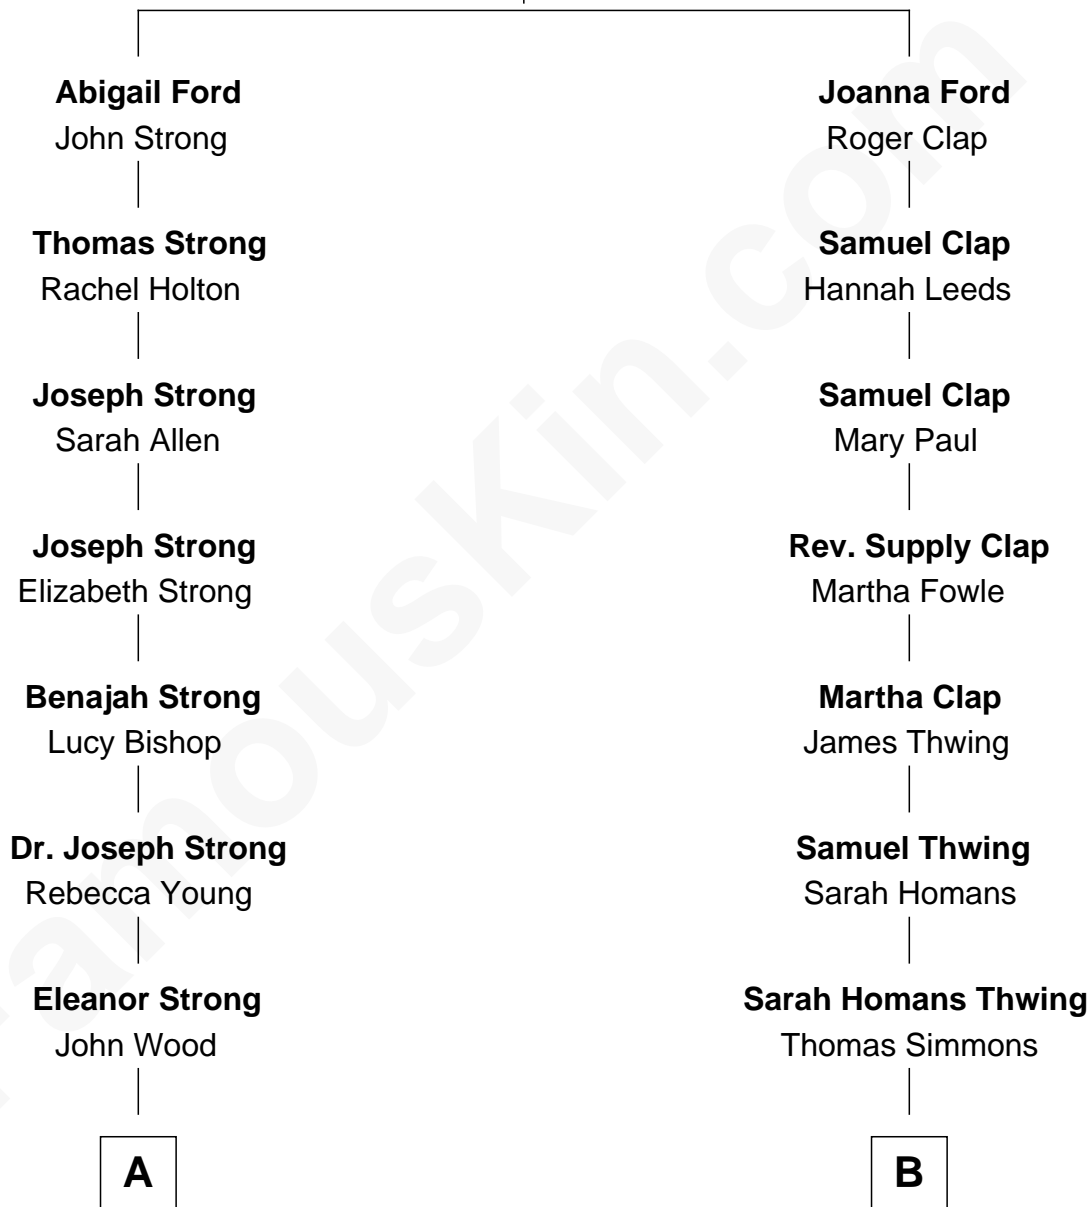 Abigail Ford
John Strong
Joanna Ford
Roger Clap
Thomas Strong
Rachel Holton
Samuel Clap
Hannah Leeds
Joseph Strong
Sarah Allen
Samuel Clap
Mary Paul
Joseph Strong
Elizabeth Strong
Rev. Supply Clap
Martha Fowle
Benajah Strong
Lucy Bishop
Martha Clap
James Thwing
Dr. Joseph Strong
Rebecca Young
Samuel Thwing
Sarah Homans
Eleanor Strong
John Wood
Sarah Homans Thwing
Thomas Simmons
A
B
FamousKin.com